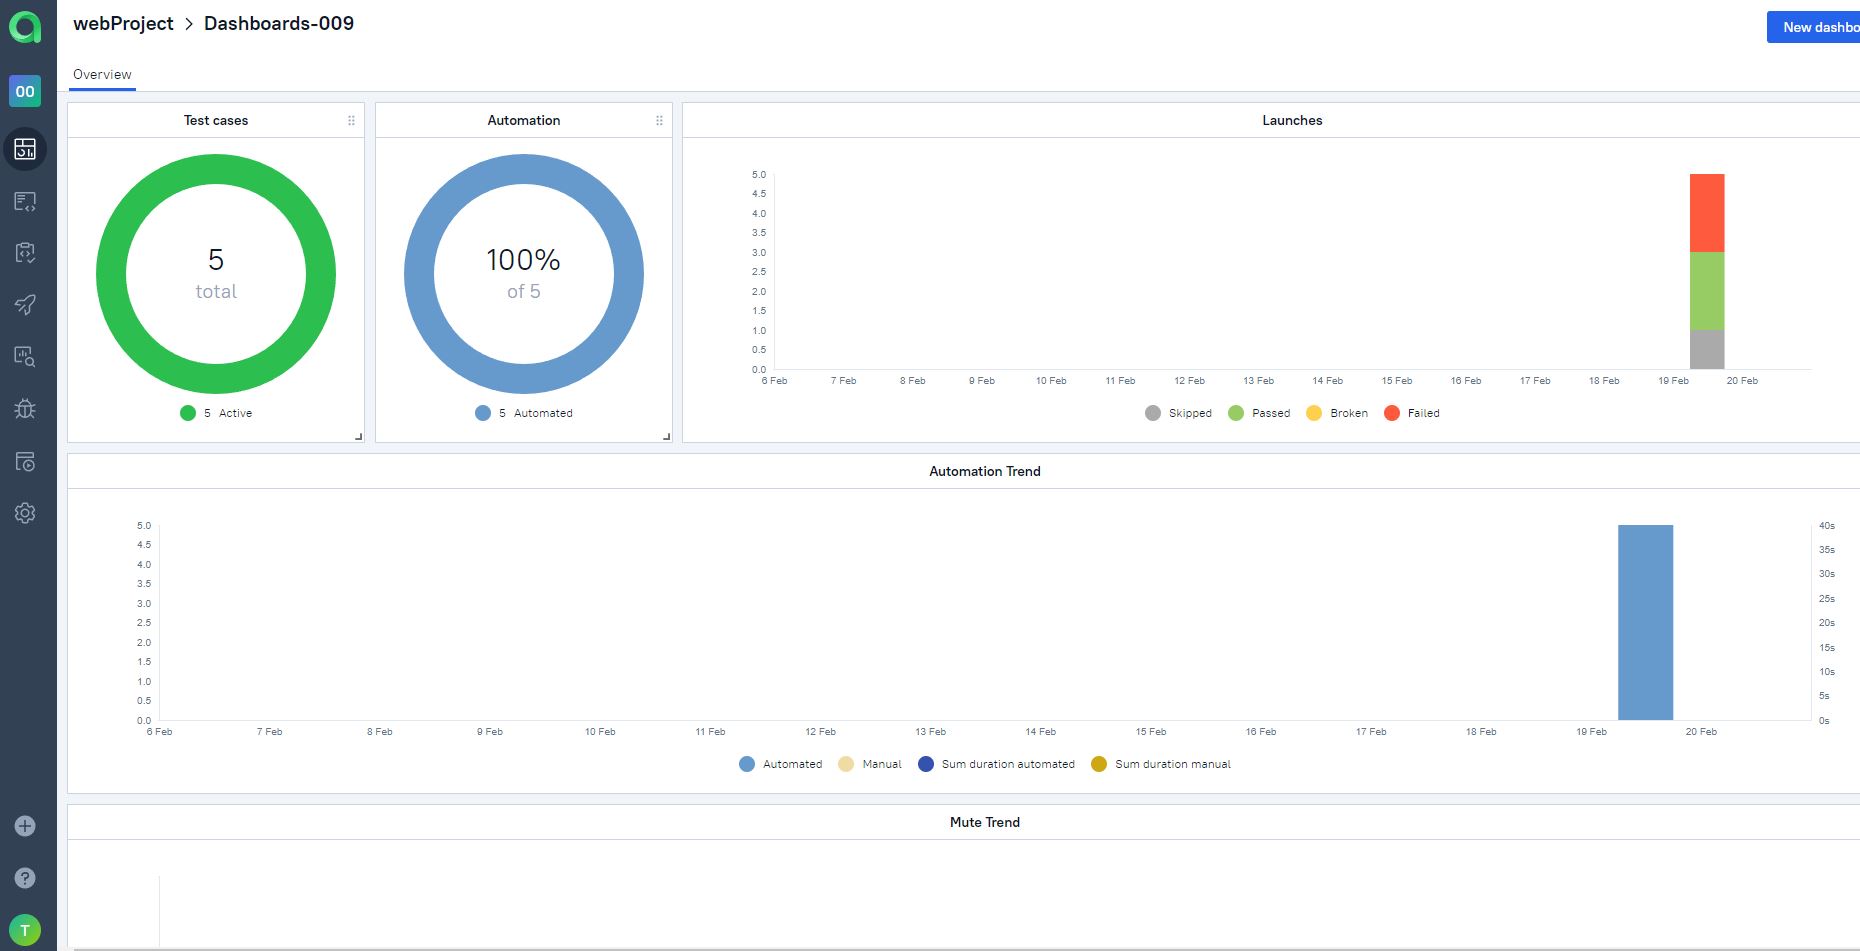 webProject > Dashboards-009
New dashbo
OO
Overview
Test cases
5
total
5 Active
Automation
100%
of 5
5 Automated
Launches
5.0
4.5
4.0
3.5
3.0
2.5
2.0
1.5
1.0
0.5
0.0
6 Feb 7 Feb 8 Feb 9 Feb 10 Feb 11 Feb 12 Feb 13 Feb 14 Feb 15 Feb 16 Feb 17 Feb 18 Feb 19 Feb 20 Feb
Skipped Passed Broken Failed
Automation Trend
5.0
4.5
4.0
3.5
3.0
2.5
2.0
1.5
1.0
0.5
0.0
40s
35s
30s
25s
20s
15s
10s
5s
0s
6 Feb 7 Feb 8 Feb 9 Feb 10 Feb 11 Feb 12 Feb 13 Feb 14 Feb 15 Feb 16 Feb 17 Feb 18 Feb 19 Feb 20 Feb
Automated Manual Sum duration automated Sum duration manual
Mute Trend
T